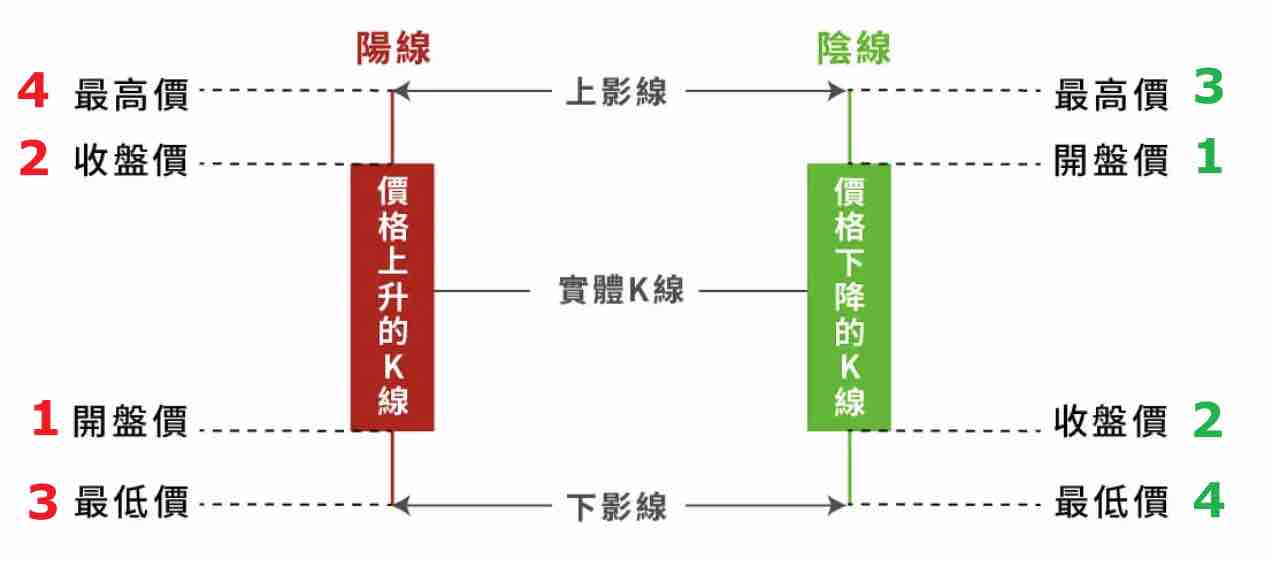 陽線 陰線
4 最高價 上影線 最高價 3
2 收盤價 開盤價 1
價格上升的K線
價格下降的K線
實體K線
1 開盤價 收盤價 2
3 最低價 下影線 最低價 4